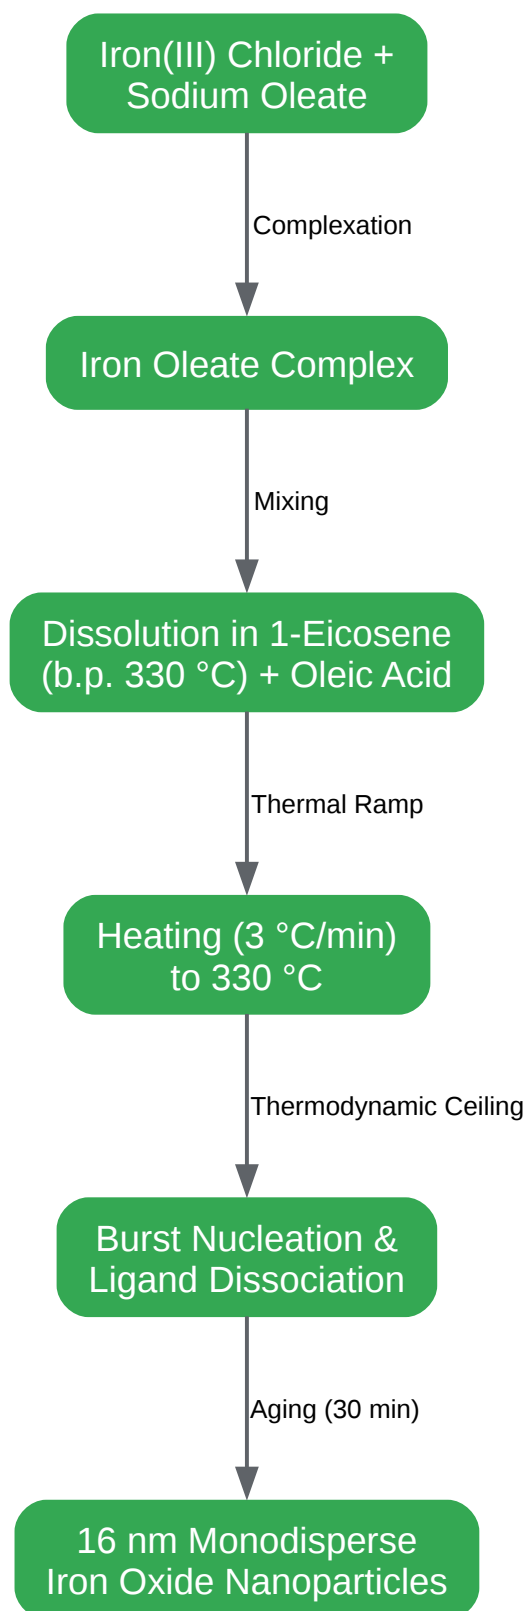 Iron(III) Chloride +
Sodium Oleate
Complexation
Iron Oleate Complex
Mixing
Dissolution in 1-Eicosene
(b.p. 330 °C) + Oleic Acid
Thermal Ramp
Heating (3 °C/min)
to 330 °C
Thermodynamic Ceiling
Burst Nucleation &
Ligand Dissociation
Aging (30 min)
16 nm Monodisperse
Iron Oxide Nanoparticles